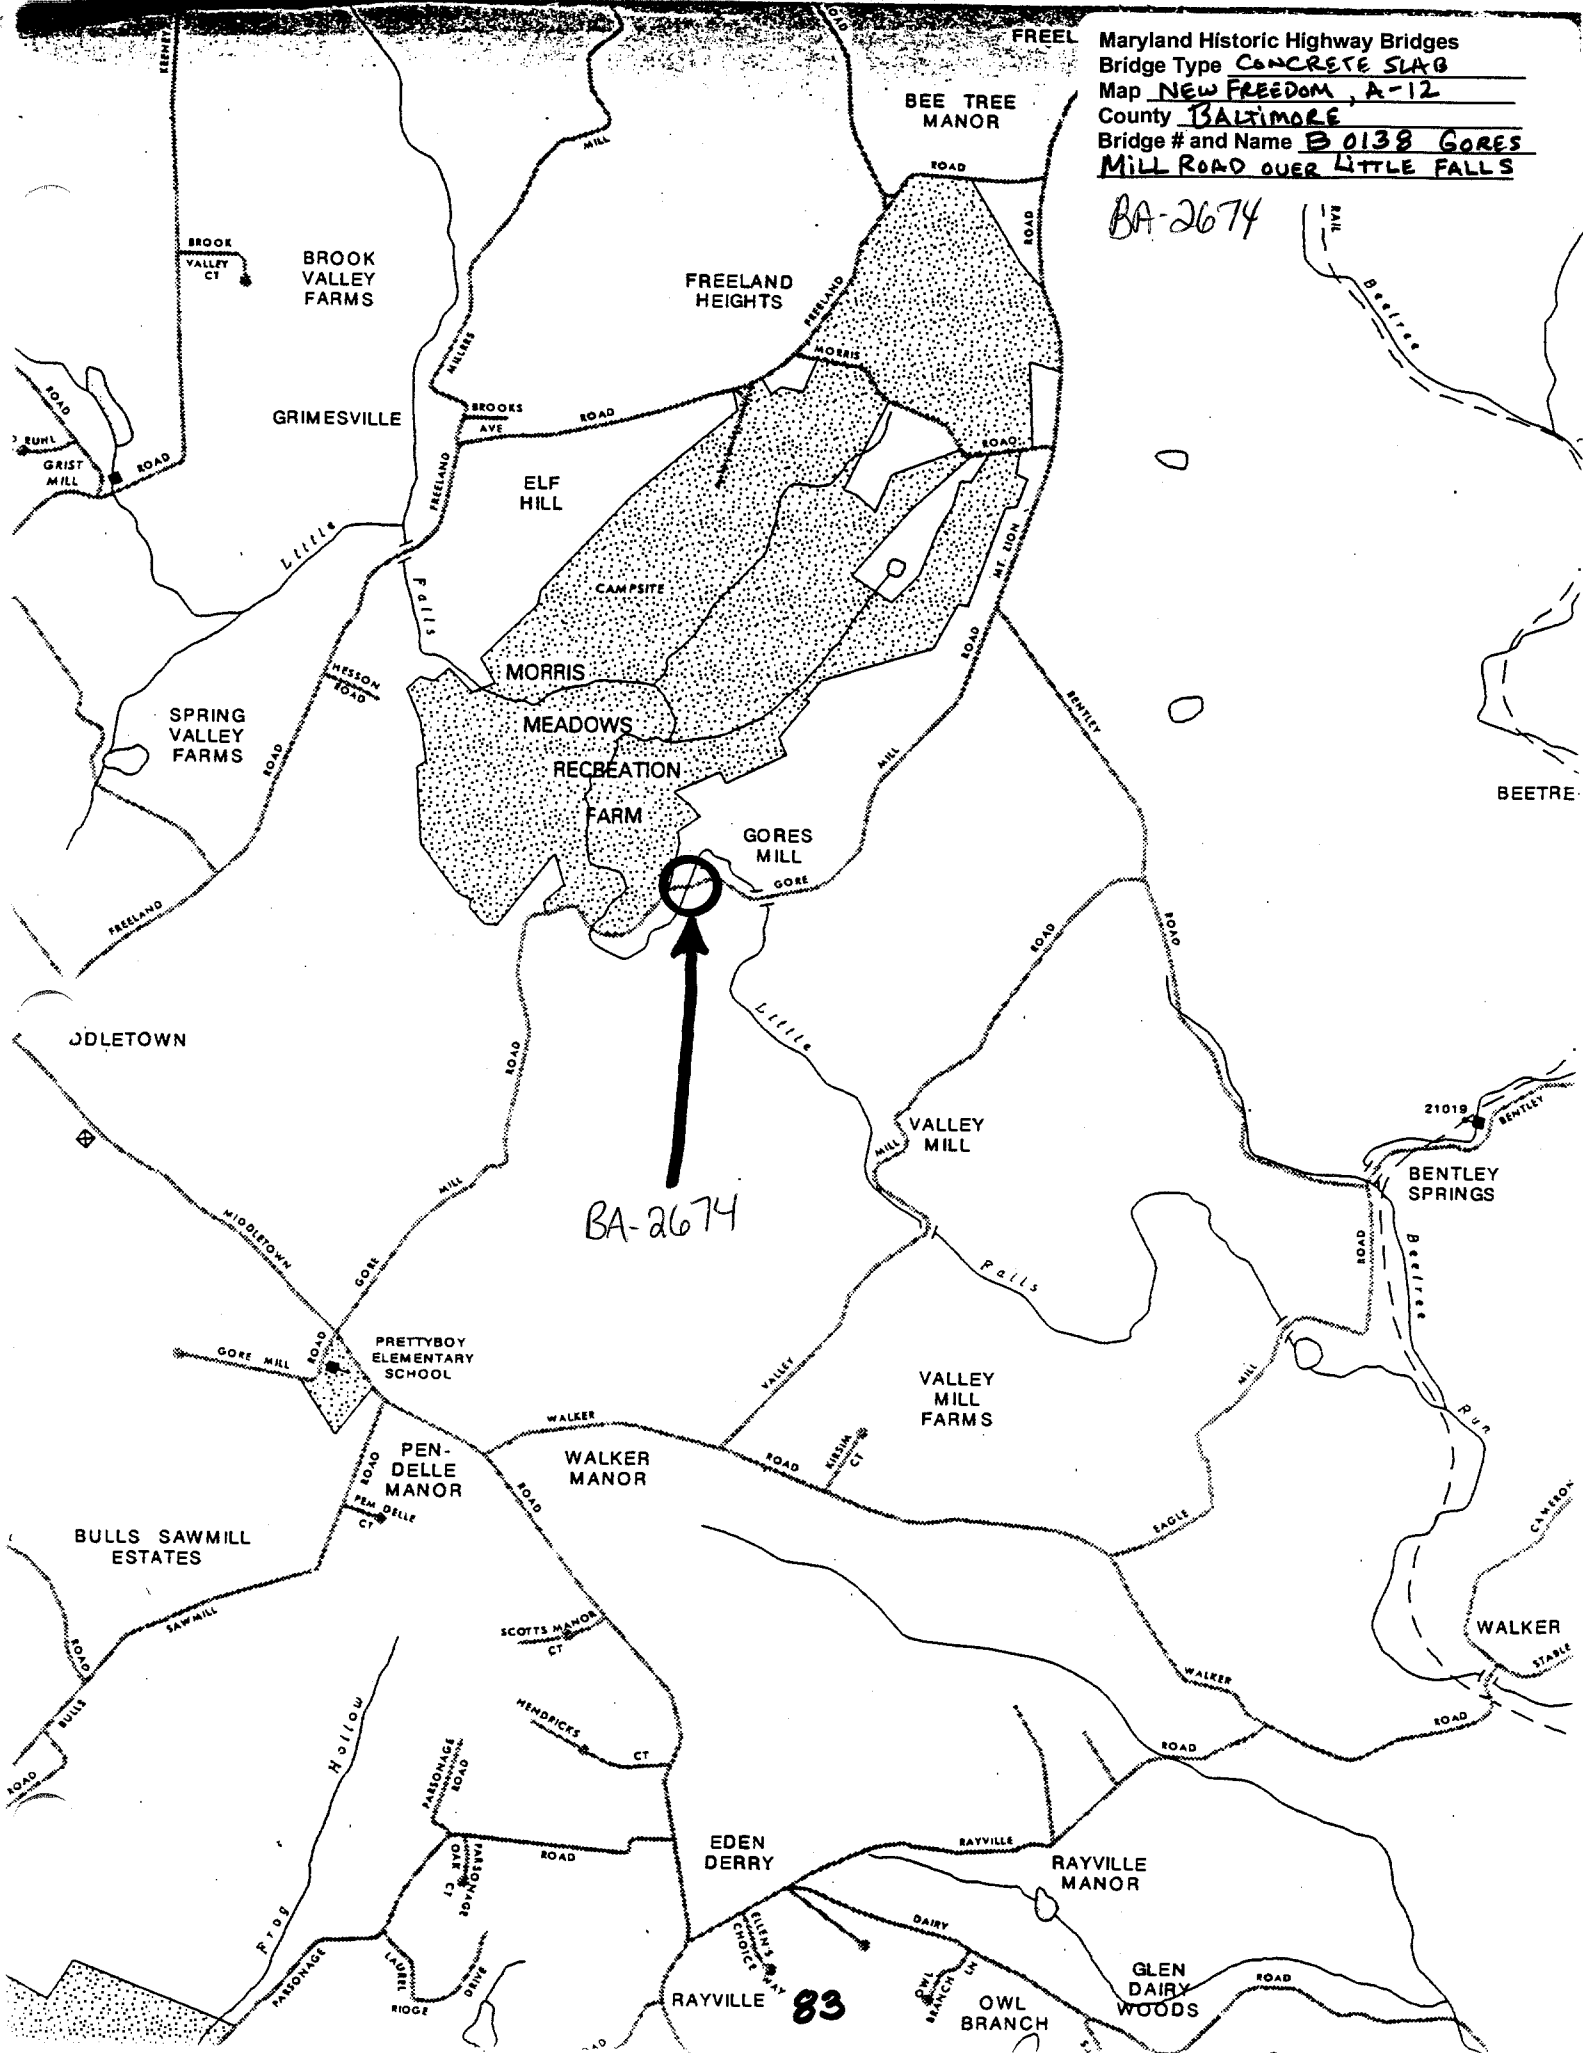 Maryland Historic Highway Bridges
Bridge Type CONCRETE SLAB
Map NEW FREEDOM, A-12
County BALTIMORE
Bridge # and Name B 0138 GORES
MILL ROAD OVER LITTLE FALLS
BA-2674
FREEL
KEENEY
ROAD
BEE TREE
MANOR
MILL
ROAD
ROAD
RAIL
Beetree
BROOK
VALLEY
CT
BROOK
VALLEY
FARMS
FREELAND
HEIGHTS
FREELAND
MORRIS
MILLERS
ROAD
RUHL
GRIST
MILL
ROAD
GRIMESVILLE
BROOKS
AVE
ROAD
ROAD
FREELAND
ELF
HILL
Little
Falls
CAMPSITE
MT. ZION
ROAD
MESSON
ROAD
MORRIS
MEADOWS
RECREATION
FARM
BENTLEY
SPRING
VALLEY
FARMS
ROAD
MILL
BEETRE
GORES
MILL
GORE
FREELAND
ROAD
ROAD
DDLETOWN
Little
ROAD
VALLEY
MILL
MILL
21019
BENTLEY
BENTLEY
SPRINGS
MILL
BA-2674
MIDDLETOWN
GORE
ROAD
Beetree
Falls
GORE MILL
ROAD
PRETTYBOY
ELEMENTARY
SCHOOL
VALLEY
VALLEY
MILL
FARMS
MILL
Run
WALKER
WALKER
MANOR
ROAD
KIRSIM
CT
PEN-
DELLE
MANOR
ROAD
PEM DELLE
CT
ROAD
EAGLE
CAMERON
BULLS SAWMILL
ESTATES
SAWMILL
SCOTTS MANOR
CT
WALKER
STABLE
ROAD
BULLS
ROAD
WALKER
HENDRICKS
CT
ROAD
ROAD
Frog Hollow
PARSONAGE
ROAD
ROAD
PARSONAGE
OAK CT
EDEN
DERRY
RAYVILLE
RAYVILLE
MANOR
DAIRY
ELLEN'S
CHOICE WAY
PARSONAGE
LAUREL
RIDGE
DRIVE
OWL
BRANCH LN
GLEN
DAIRY
WOODS
ROAD
RAYVILLE
83
OWL
BRANCH